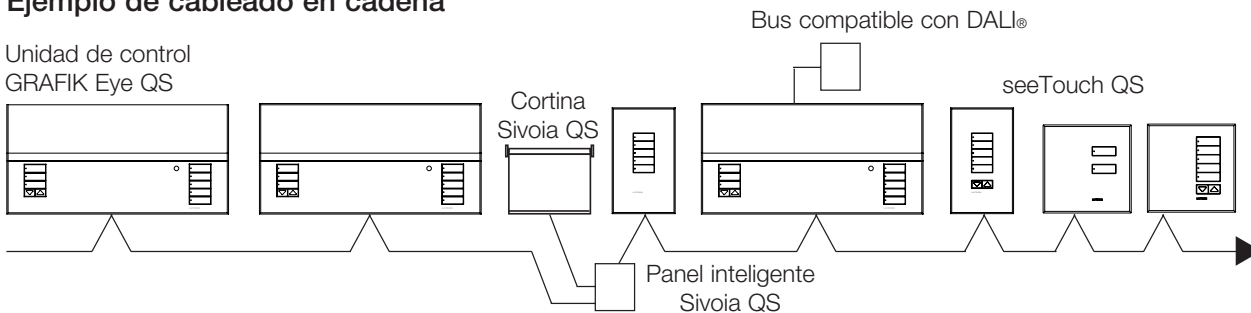 Ejemplo de cableado en cadena
Bus compatible con DALI®
Unidad de control
GRAFIK Eye QS
Cortina
Sivoia QS
seeTouch QS
Panel inteligente
Sivoia QS